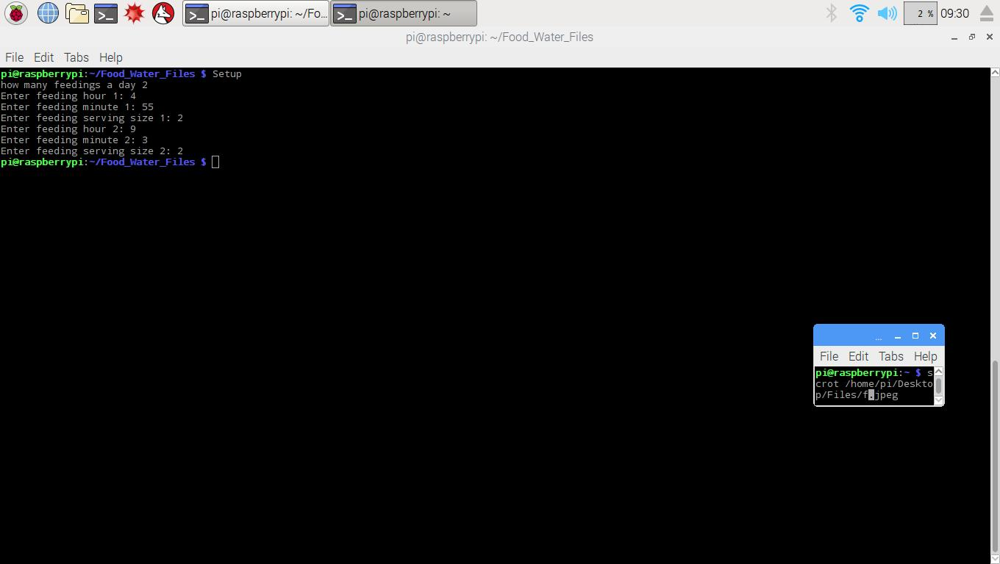 pi@raspberrypi: ~/Fo...
pi@raspberrypi: ~
2 %
09:30
pi@raspberrypi: ~/Food_Water_Files
File Edit Tabs Help
pi@raspberrypi:~/Food_Water_Files $ Setup
how many feedings a day 2
Enter feeding hour 1: 4
Enter feeding minute 1: 55
Enter feeding serving size 1: 2
Enter feeding hour 2: 9
Enter feeding minute 2: 3
Enter feeding serving size 2: 2
pi@raspberrypi:~/Food_Water_Files $
...
File Edit Tabs Help
pi@raspberrypi:~ $ s
crot /home/pi/Deskto
p/Files/f.jpeg